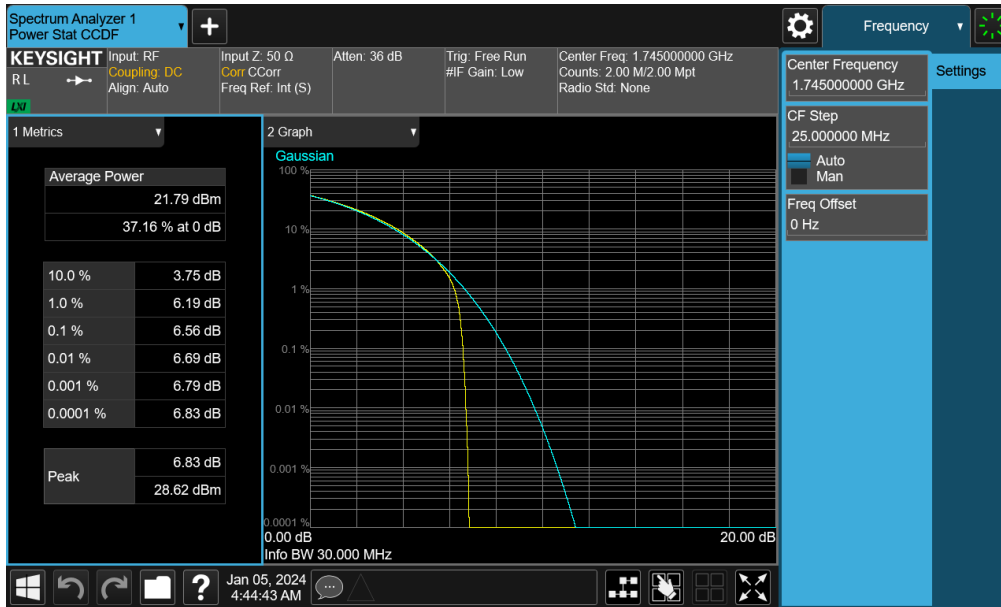 Spectrum Analyzer 1
Power Stat CCDF
Frequency
KEYSIGHT
R L
LXI
Input: RF
Coupling: DC
Align: Auto
Input Z: 50 Ω
Corr CCorr
Freq Ref: Int (S)
Atten: 36 dB
Trig: Free Run
#IF Gain: Low
Center Freq: 1.745000000 GHz
Counts: 2.00 M/2.00 Mpt
Radio Std: None
Center Frequency
1.745000000 GHz
Settings
CF Step
25.000000 MHz
Auto
Man
Freq Offset
0 Hz
1 Metrics
Average Power
21.79 dBm
37.16 % at 0 dB
10.0 % 3.75 dB
1.0 % 6.19 dB
0.1 % 6.56 dB
0.01 % 6.69 dB
0.001 % 6.79 dB
0.0001 % 6.83 dB
Peak
6.83 dB
28.62 dBm
2 Graph
Gaussian
100 %
10 %
1 %
0.1 %
0.01 %
0.001 %
0.0001 %
0.00 dB 20.00 dB
Info BW 30.000 MHz
?
Jan 05, 2024
4:44:43 AM